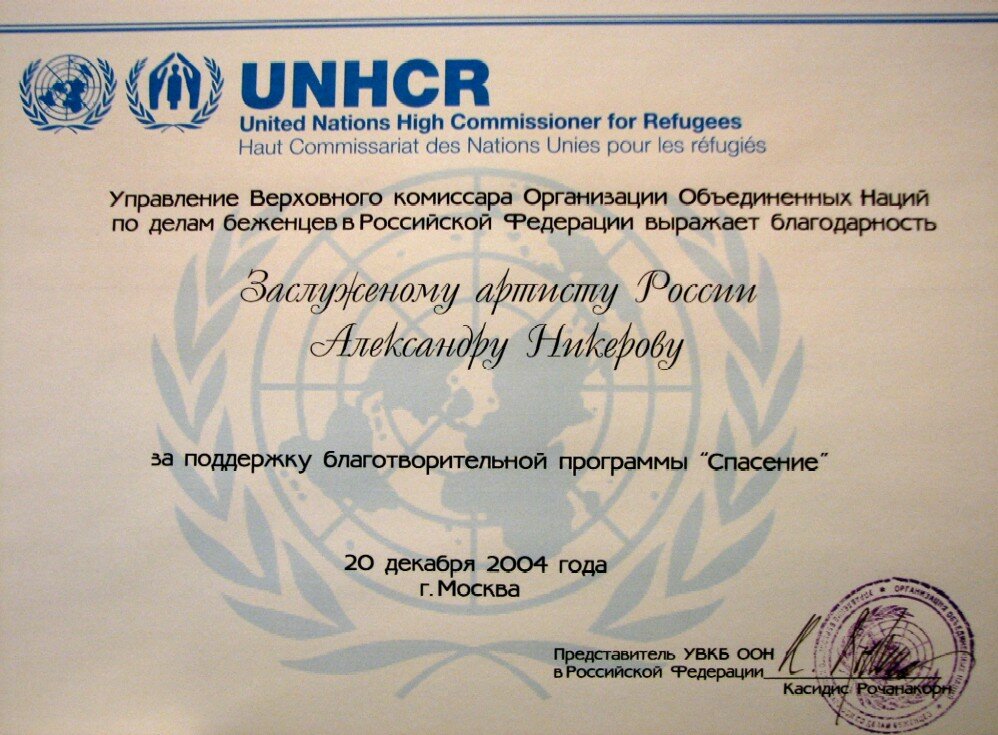 UNHCR
United Nations High Commissioner for Refugees
Haut Commissariat des Nations Unies pour les réfugiés
Управление Верховного комиссара Организации Объединенных Наций
по делам беженцев в Российской Федерации выражает благодарность
Заслуженому артисту России
Александру Никерову
за поддержку благотворительной программы “Спасение”
20 декабря 2004 года
г. Москва
Представитель УВКБ ООН
в Российской Федерации
Касидис Рочанакорн